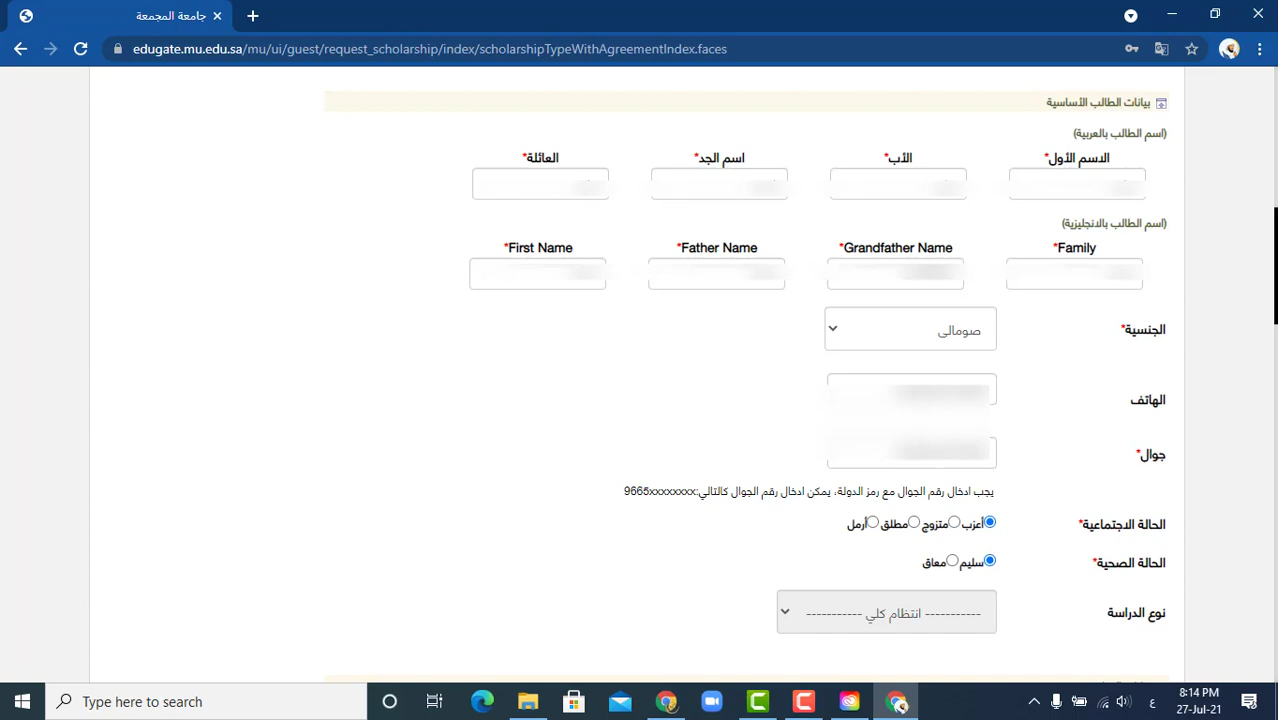 جامعة المجمعة
edugate.mu.edu.sa/mu/ui/guest/request_scholarship/index/scholarshipTypeWithAgreementIndex.faces
بيانات الطالب الأساسية
(اسم الطالب بالعربية)
الاسم الأول* الأب* اسم الجد* العائلة*
(اسم الطالب بالانجليزية)
*First Name *Father Name *Grandfather Name *Family
الجنسية* صومالى
الهاتف
جوال*
يجب ادخال رقم الجوال مع رمز الدولة، يمكن ادخال رقم الجوال كالتالي:9665xxxxxxxx
الحالة الاجتماعية* أعزب متزوج مطلق أرمل
الحالة الصحية* سليم معاق
نوع الدراسة ----------- انتظام كلي -----------
Type here to search
ع
8:14 PM
27-Jul-21